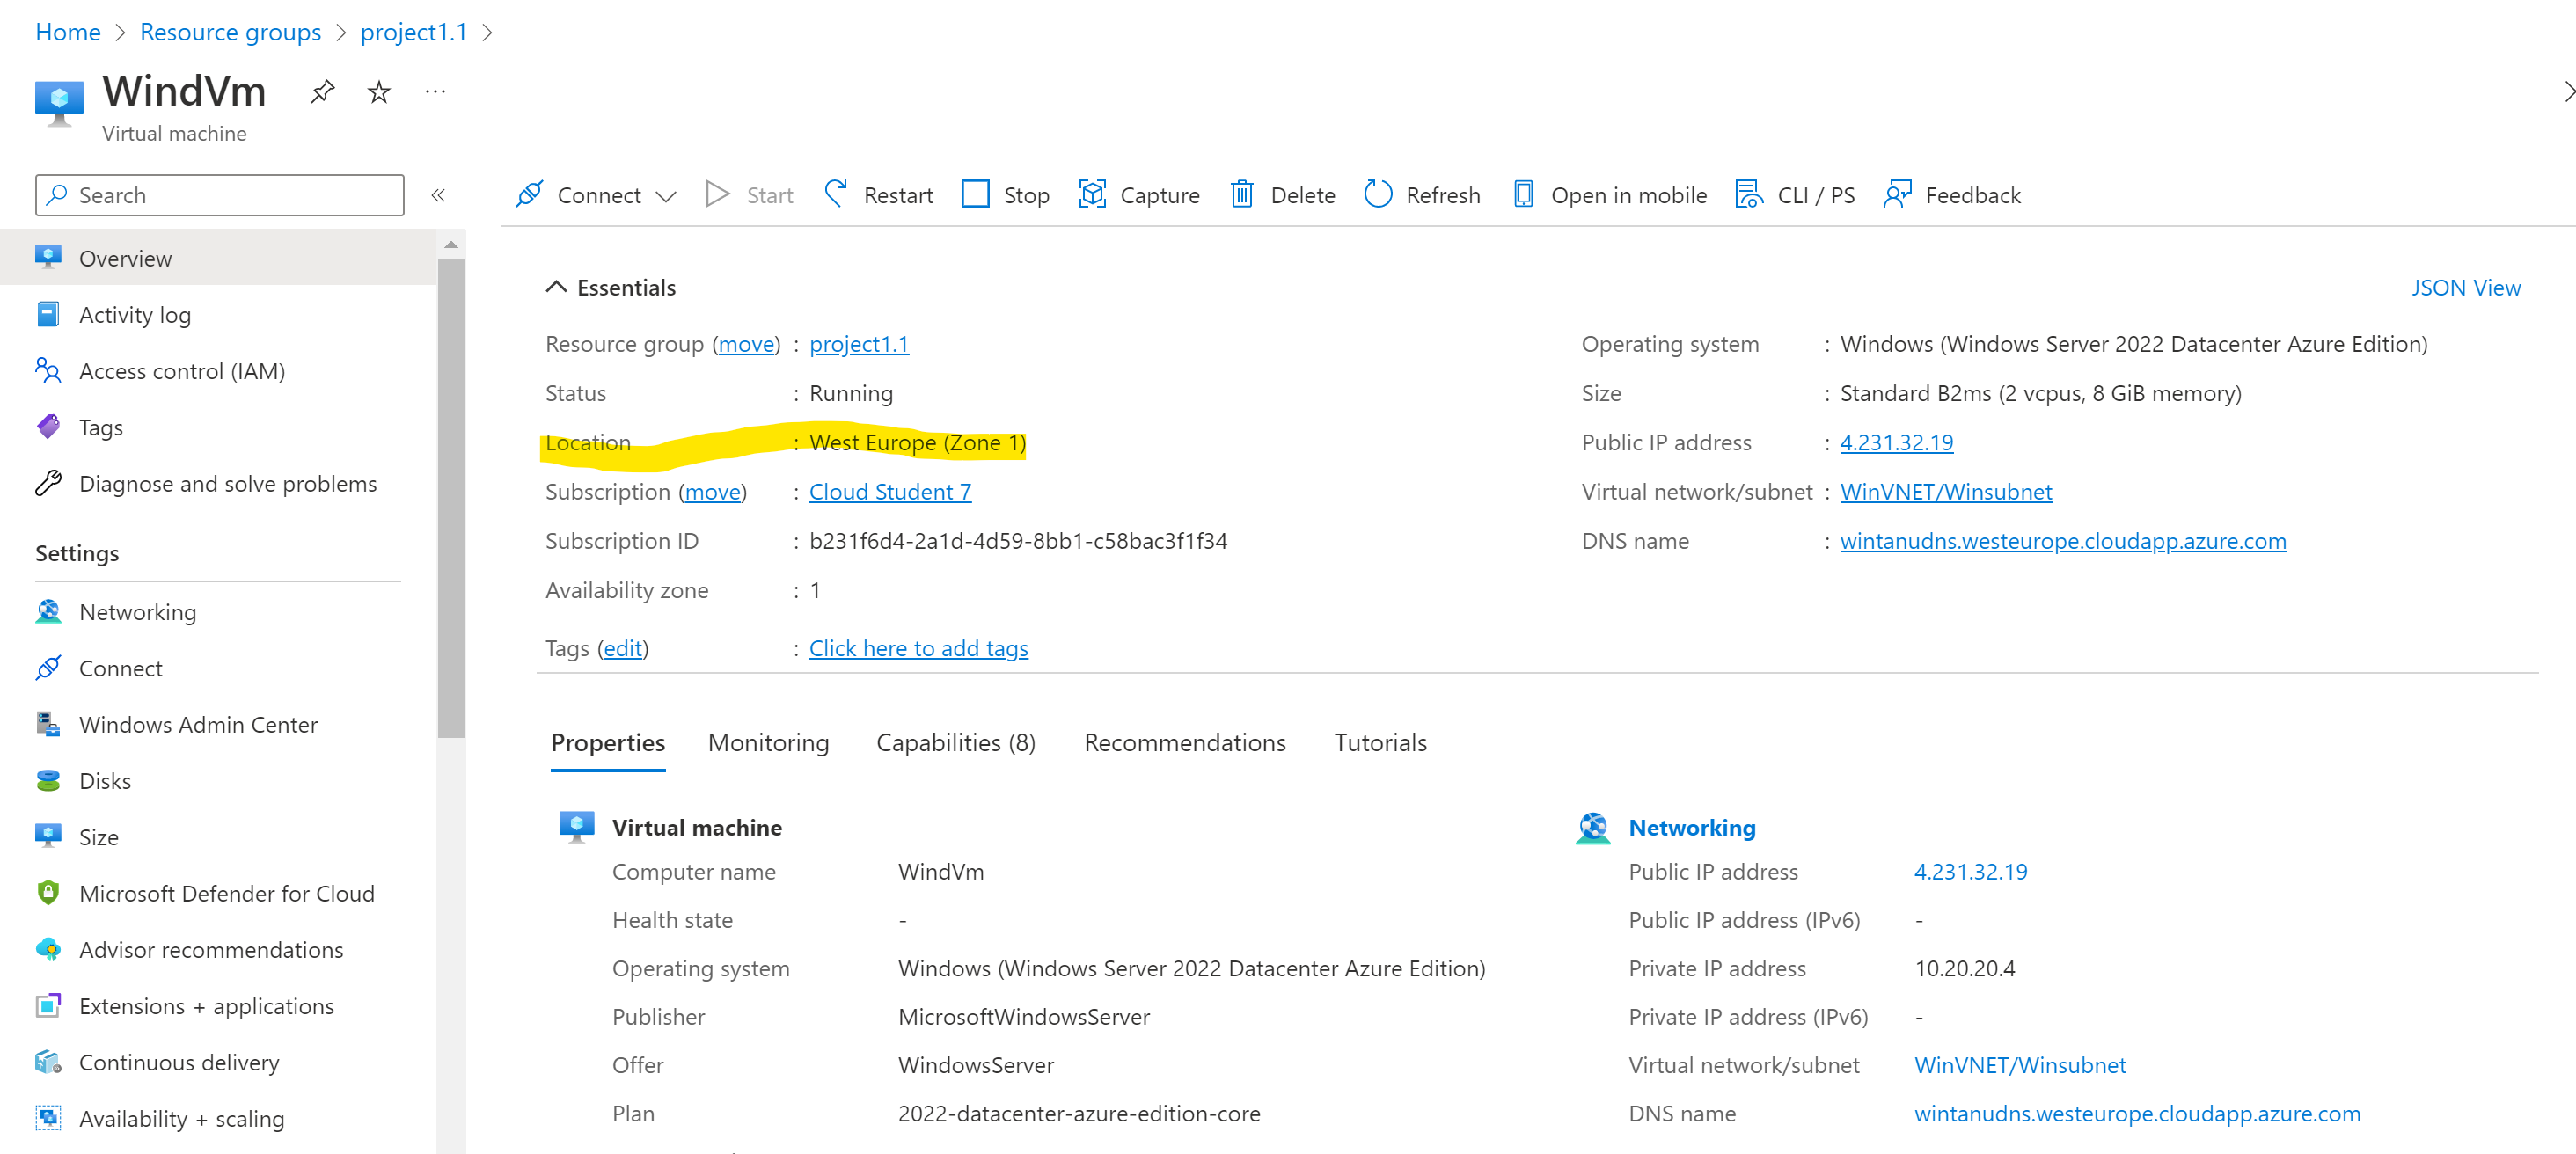 Home > Resource groups > project1.1 >
WindVm
Virtual machine
Search
Overview
Activity log
Access control (IAM)
Tags
Diagnose and solve problems
Settings
Networking
Connect
Windows Admin Center
Disks
Size
Microsoft Defender for Cloud
Advisor recommendations
Extensions + applications
Continuous delivery
Availability + scaling
Connect Start Restart Stop Capture Delete Refresh Open in mobile CLI / PS Feedback
Essentials
JSON View
Resource group (move) : project1.1
Status : Running
Location : West Europe (Zone 1)
Subscription (move) : Cloud Student 7
Subscription ID : b231f6d4-2a1d-4d59-8bb1-c58bac3f1f34
Availability zone : 1
Tags (edit) : Click here to add tags
Operating system : Windows (Windows Server 2022 Datacenter Azure Edition)
Size : Standard B2ms (2 vcpus, 8 GiB memory)
Public IP address : 4.231.32.19
Virtual network/subnet : WinVNET/Winsubnet
DNS name : wintanudns.westeurope.cloudapp.azure.com
Properties Monitoring Capabilities (8) Recommendations Tutorials
Virtual machine
Computer name WindVm
Health state -
Operating system Windows (Windows Server 2022 Datacenter Azure Edition)
Publisher MicrosoftWindowsServer
Offer WindowsServer
Plan 2022-datacenter-azure-edition-core
Networking
Public IP address 4.231.32.19
Public IP address (IPv6) -
Private IP address 10.20.20.4
Private IP address (IPv6) -
Virtual network/subnet WinVNET/Winsubnet
DNS name wintanudns.westeurope.cloudapp.azure.com